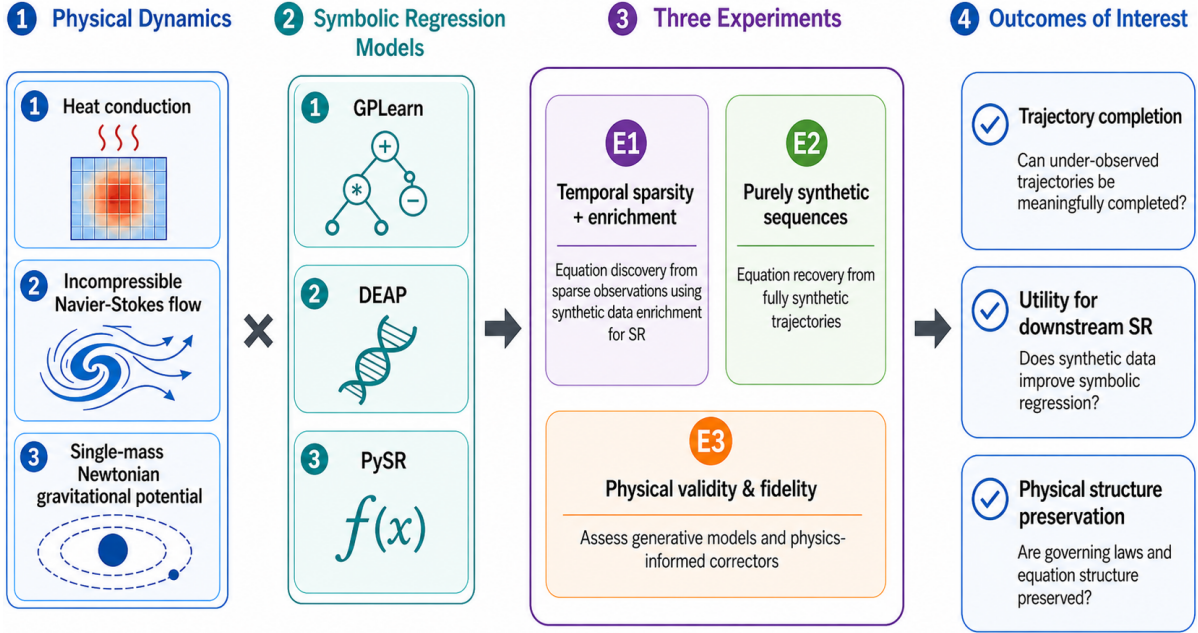 1 Physical Dynamics
1 Heat conduction
2 Incompressible
Navier-Stokes flow
3 Single-mass
Newtonian
gravitational potential
2 Symbolic Regression
Models
1 GPLearn
+
*
−
2 DEAP
3 PySR
f(x)
3 Three Experiments
E1
Temporal sparsity
+ enrichment
Equation discovery from
sparse observations using
synthetic data enrichment
for SR
E2
Purely synthetic
sequences
Equation recovery from
fully synthetic
trajectories
E3
Physical validity & fidelity
Assess generative models and physics-
informed correctors
4 Outcomes of Interest
Trajectory completion
Can under-observed
trajectories be
meaningfully completed?
Utility for
downstream SR
Does synthetic data
improve symbolic
regression?
Physical structure
preservation
Are governing laws and
equation structure
preserved?